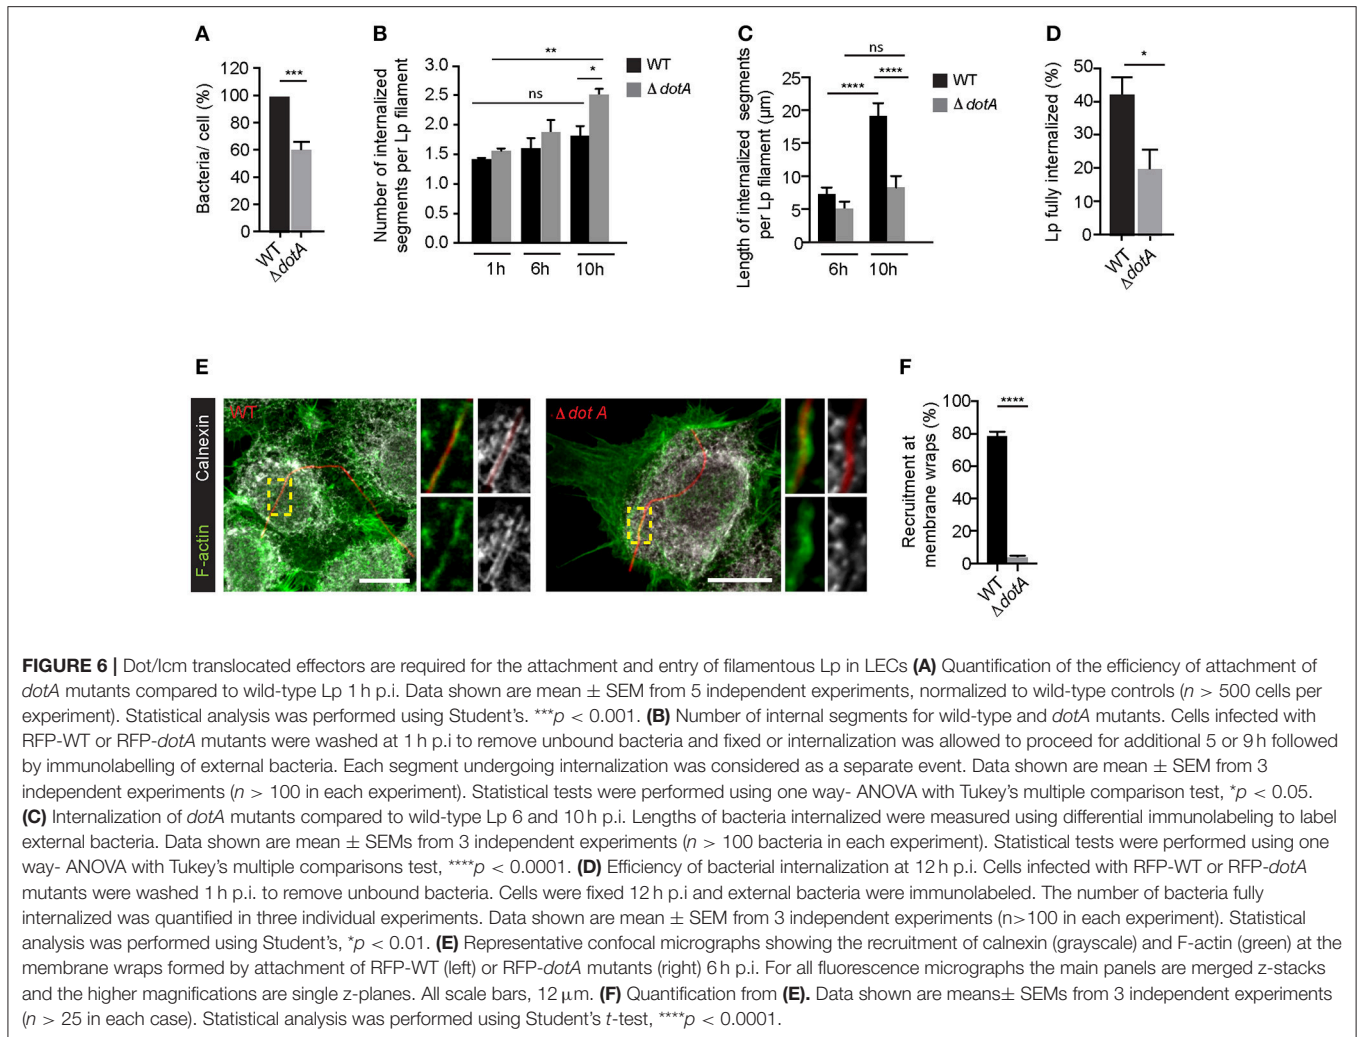 A
Bacteria/ cell (%)
120
100
80
60
40
20
0
***
WT
ΔdotA
B
Number of internalized
segments per Lp filament
3.0
2.5
2.0
1.5
1.0
0.5
0.0
**
*
ns
WT
Δ dotA
1h
6h
10h
C
Length of internalized segments
per Lp filament (μm)
25
20
15
10
5
0
ns
****
****
WT
Δ dotA
6h
10h
D
Lp fully internalized (%)
50
40
30
20
10
0
*
WT
ΔdotA
E
F-actin Calnexin
WT
Δ dot A
F
Recruitment at
membrane wraps (%)
100
80
60
40
20
0
****
WT
ΔdotA
FIGURE 6 | Dot/Icm translocated effectors are required for the attachment and entry of filamentous Lp in LECs (A) Quantification of the efficiency of attachment of
dotA mutants compared to wild-type Lp 1 h p.i. Data shown are mean ± SEM from 5 independent experiments, normalized to wild-type controls (n > 500 cells per
experiment). Statistical analysis was performed using Student's. ***p < 0.001. (B) Number of internal segments for wild-type and dotA mutants. Cells infected with
RFP-WT or RFP-dotA mutants were washed at 1 h p.i to remove unbound bacteria and fixed or internalization was allowed to proceed for additional 5 or 9 h followed
by immunolabelling of external bacteria. Each segment undergoing internalization was considered as a separate event. Data shown are mean ± SEM from 3
independent experiments (n > 100 in each experiment). Statistical tests were performed using one way- ANOVA with Tukey's multiple comparison test, *p < 0.05.
(C) Internalization of dotA mutants compared to wild-type Lp 6 and 10 h p.i. Lengths of bacteria internalized were measured using differential immunolabeling to label
external bacteria. Data shown are mean ± SEMs from 3 independent experiments (n > 100 bacteria in each experiment). Statistical tests were performed using one
way- ANOVA with Tukey's multiple comparisons test, ****p < 0.0001. (D) Efficiency of bacterial internalization at 12 h p.i. Cells infected with RFP-WT or RFP-dotA
mutants were washed 1 h p.i. to remove unbound bacteria. Cells were fixed 12 h p.i and external bacteria were immunolabeled. The number of bacteria fully
internalized was quantified in three individual experiments. Data shown are mean ± SEM from 3 independent experiments (n>100 in each experiment). Statistical
analysis was performed using Student's, *p < 0.01. (E) Representative confocal micrographs showing the recruitment of calnexin (grayscale) and F-actin (green) at the
membrane wraps formed by attachment of RFP-WT (left) or RFP-dotA mutants (right) 6 h p.i. For all fluorescence micrographs the main panels are merged z-stacks
and the higher magnifications are single z-planes. All scale bars, 12 μm. (F) Quantification from (E). Data shown are means± SEMs from 3 independent experiments
(n > 25 in each case). Statistical analysis was performed using Student's t-test, ****p < 0.0001.